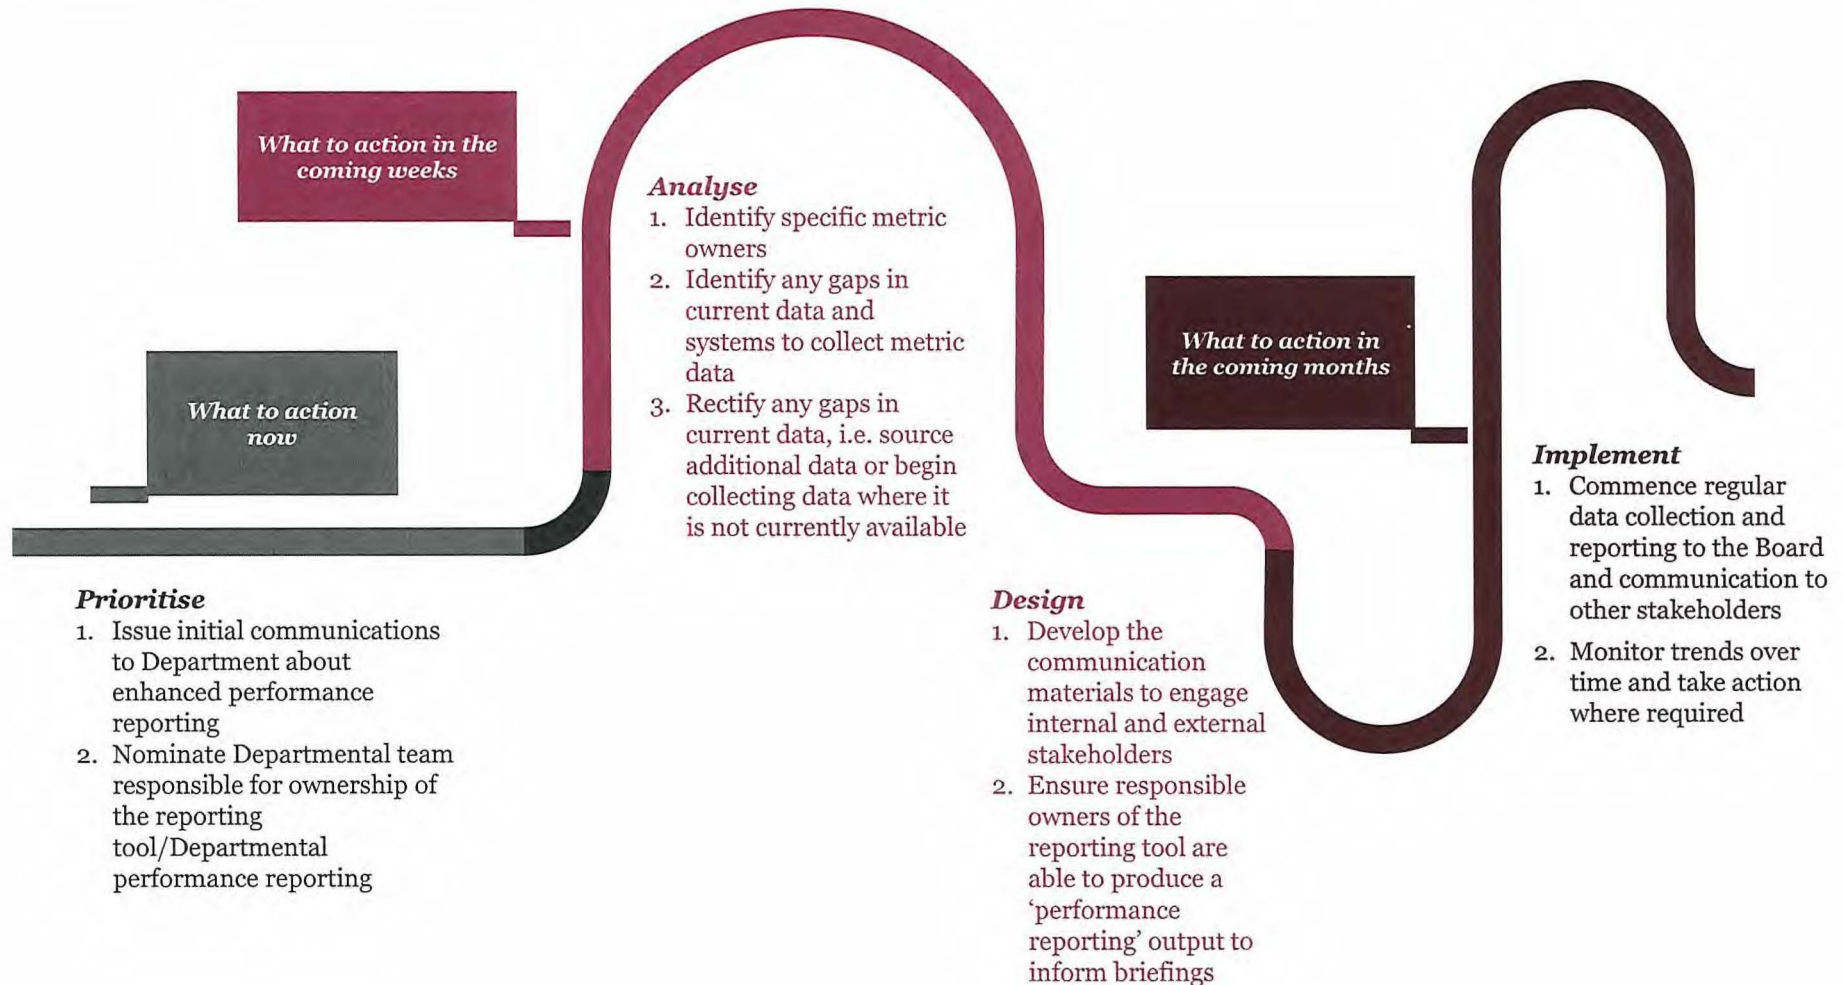 What to action in the
coming weeks
What to action
now
Prioritise
1. Issue initial communications
to Department about
enhanced performance
reporting
2. Nominate Departmental team
responsible for ownership of
the reporting
tool/Departmental
performance reporting
Analyse
1. Identify specific metric
owners
2. Identify any gaps in
current data and
systems to collect metric
data
3. Rectify any gaps in
current data, i.e. source
additional data or begin
collecting data where it
is not currently available
Design
1. Develop the
communication
materials to engage
internal and external
stakeholders
2. Ensure responsible
owners of the
reporting tool are
able to produce a
‘performance
reporting’ output to
inform briefings
What to action in
the coming months
Implement
1. Commence regular
data collection and
reporting to the Board
and communication to
other stakeholders
2. Monitor trends over
time and take action
where required